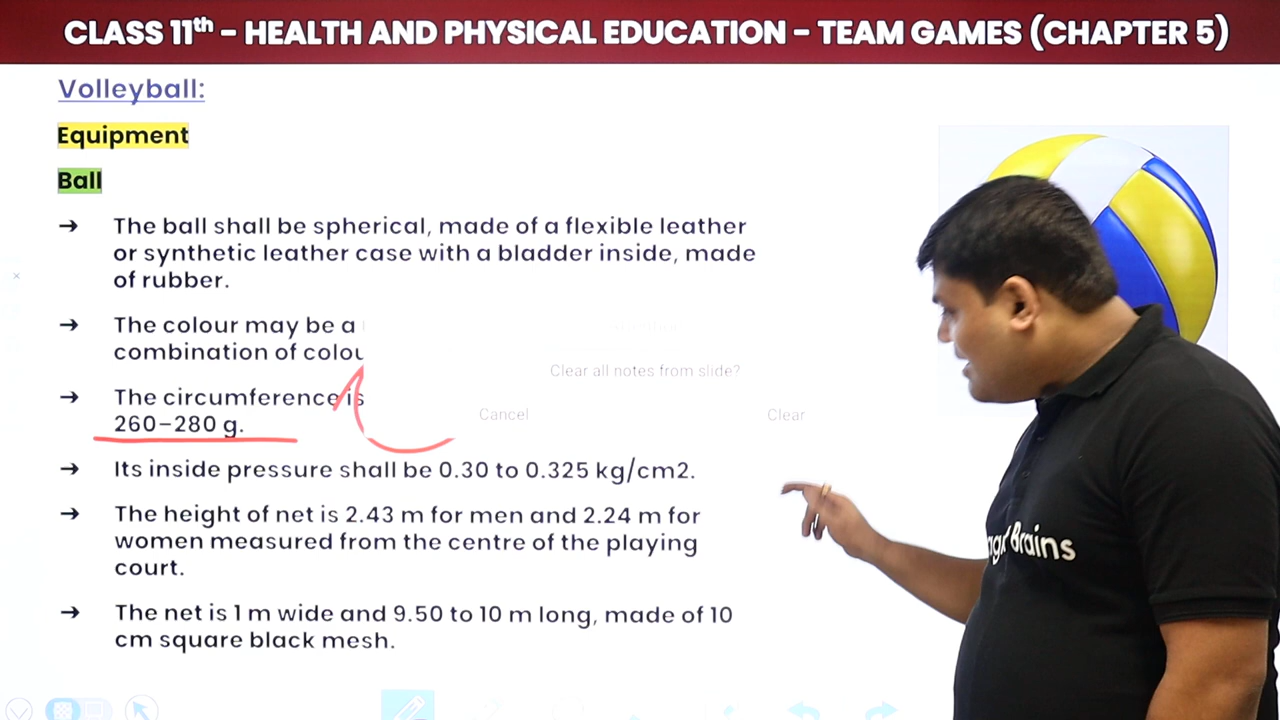 CLASS 11th – HEALTH AND PHYSICAL EDUCATION – TEAM GAMES (CHAPTER 5)
Volleyball:
Equipment
Ball
→ The ball shall be spherical, made of a flexible leather
or synthetic leather case with a bladder inside, made
of rubber.
→ The colour may be a
combination of
→ The circumference is
260–280 g.
Clear all notes from slide?
Cancel
Clear
→ Its inside pressure shall be 0.30 to 0.325 kg/cm2.
→ The height of net is 2.43 m for men and 2.24 m for
women measured from the centre of the playing
court.
→ The net is 1 m wide and 9.50 to 10 m long, made of 10
cm square black mesh.
Brains